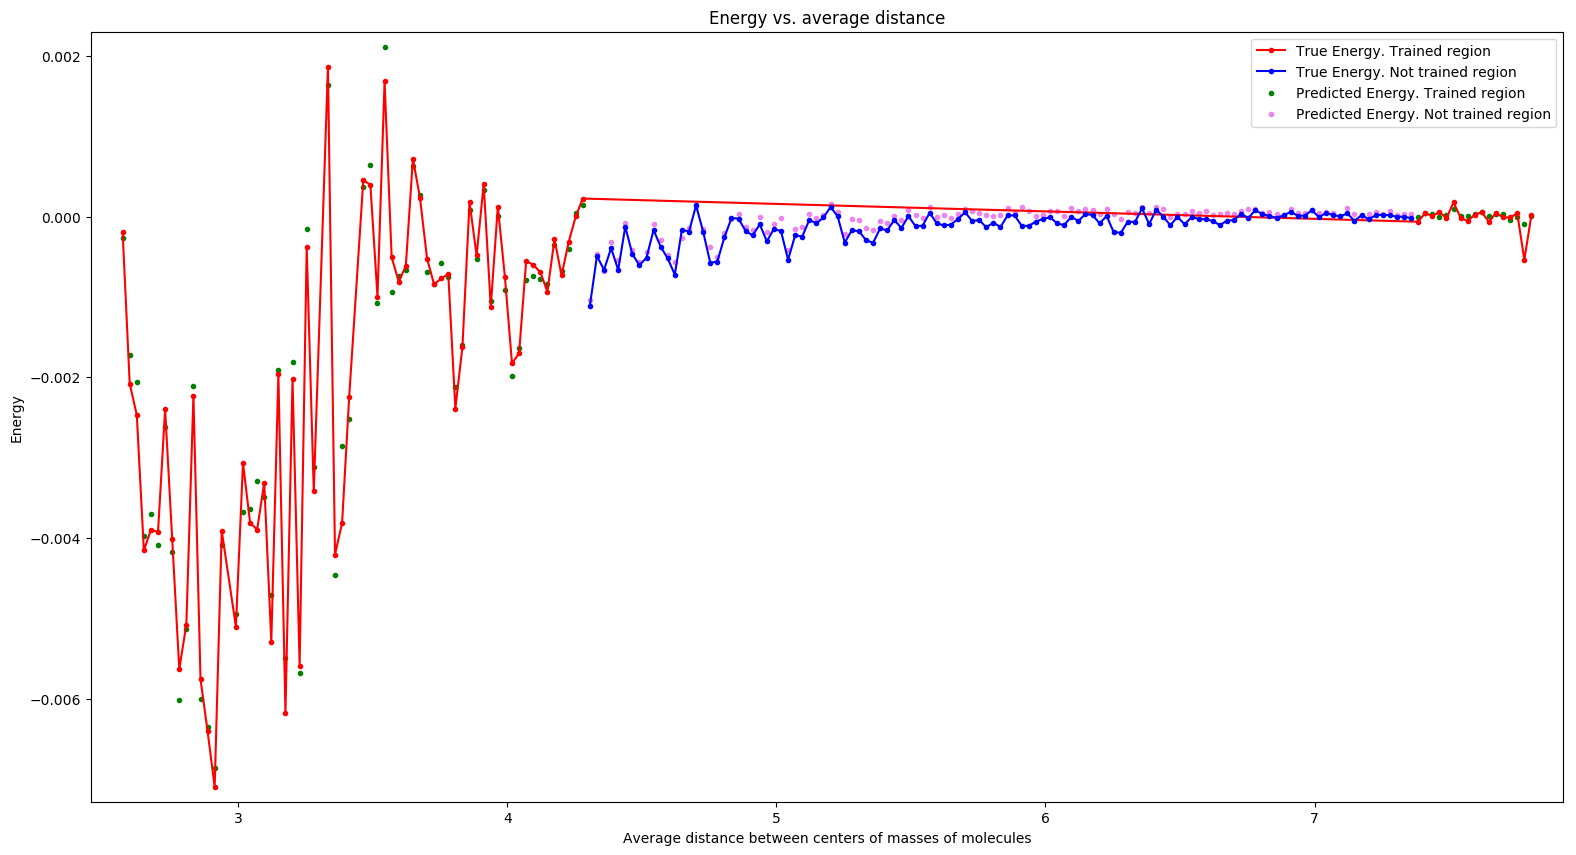 Energy vs. average distance
True Energy. Trained region
True Energy. Not trained region
Predicted Energy. Trained region
Predicted Energy. Not trained region
0.002
0.000
−0.002
−0.004
−0.006
Energy
3 4 5 6 7
Average distance between centers of masses of molecules